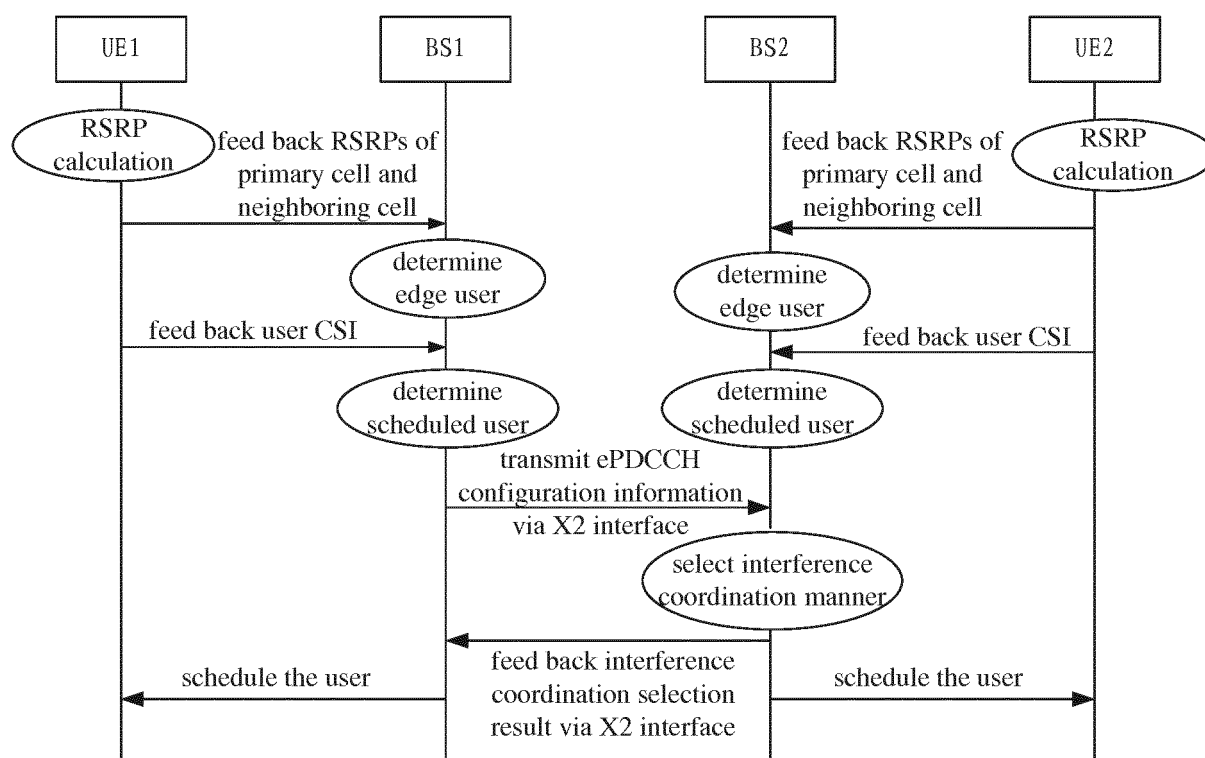 UE1
BS1
BS2
UE2
RSRP
calculation
feed back RSRPs of
primary cell and
neighboring cell
feed back RSRPs of
primary cell and
neighboring cell
RSRP
calculation
determine
edge user
determine
edge user
feed back user CSI
feed back user CSI
determine
scheduled user
determine
scheduled user
transmit ePDCCH
configuration information
via X2 interface
select interference
coordination manner
feed back interference
coordination selection
result via X2 interface
schedule the user
schedule the user